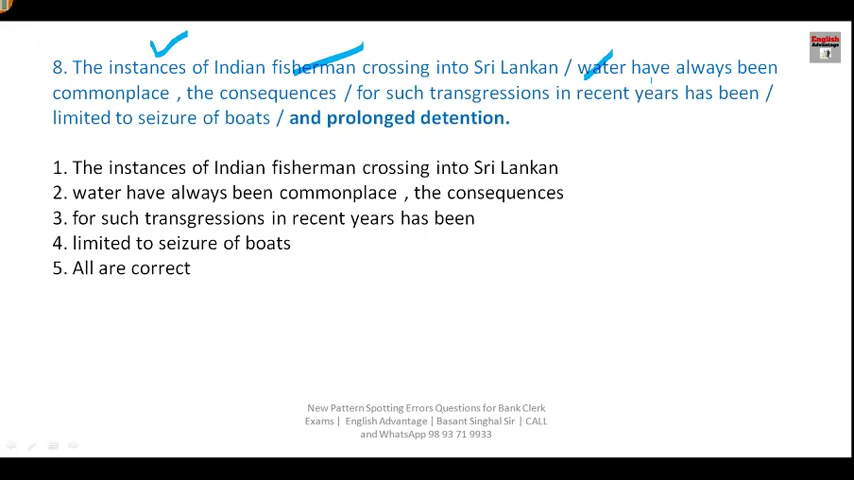 English
Advantage
8. The instances of Indian fisherman crossing into Sri Lankan / water have always been
commonplace , the consequences / for such transgressions in recent years has been /
limited to seizure of boats / and prolonged detention.
1. The instances of Indian fisherman crossing into Sri Lankan
2. water have always been commonplace , the consequences
3. for such transgressions in recent years has been
4. limited to seizure of boats
5. All are correct
New Pattern Spotting Errors Questions for Bank Clerk
Exams | English Advantage | Basant Singhal Sir | CALL
and WhatsApp 98 93 71 9933